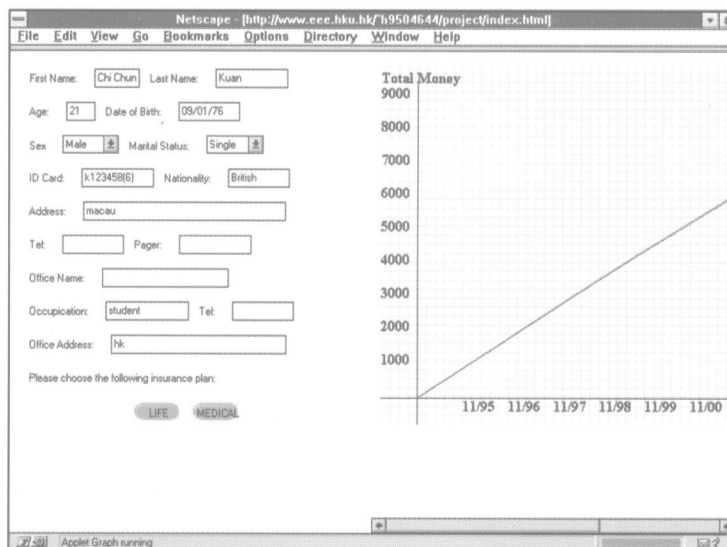 Netscape - [http://www.eee.hku.hk/~h9504644/project/index.html]
File Edit View Go Bookmarks Options Directory Window Help
First Name: Chi Chun Last Name: Kuan
Age: 21 Date of Birth: 09/01/76
Sex Male Marital Status: Single
ID Card: k123458(6) Nationality: British
Address: macau
Tel: Pager:
Office Name:
Occupication: student Tel:
Office Address: hk
Please choose the following insurance plan:
LIFE MEDICAL
Total Money
9000
8000
7000
6000
5000
4000
3000
2000
1000
11/95 11/96 11/97 11/98 11/99 11/00
Applet Graph running